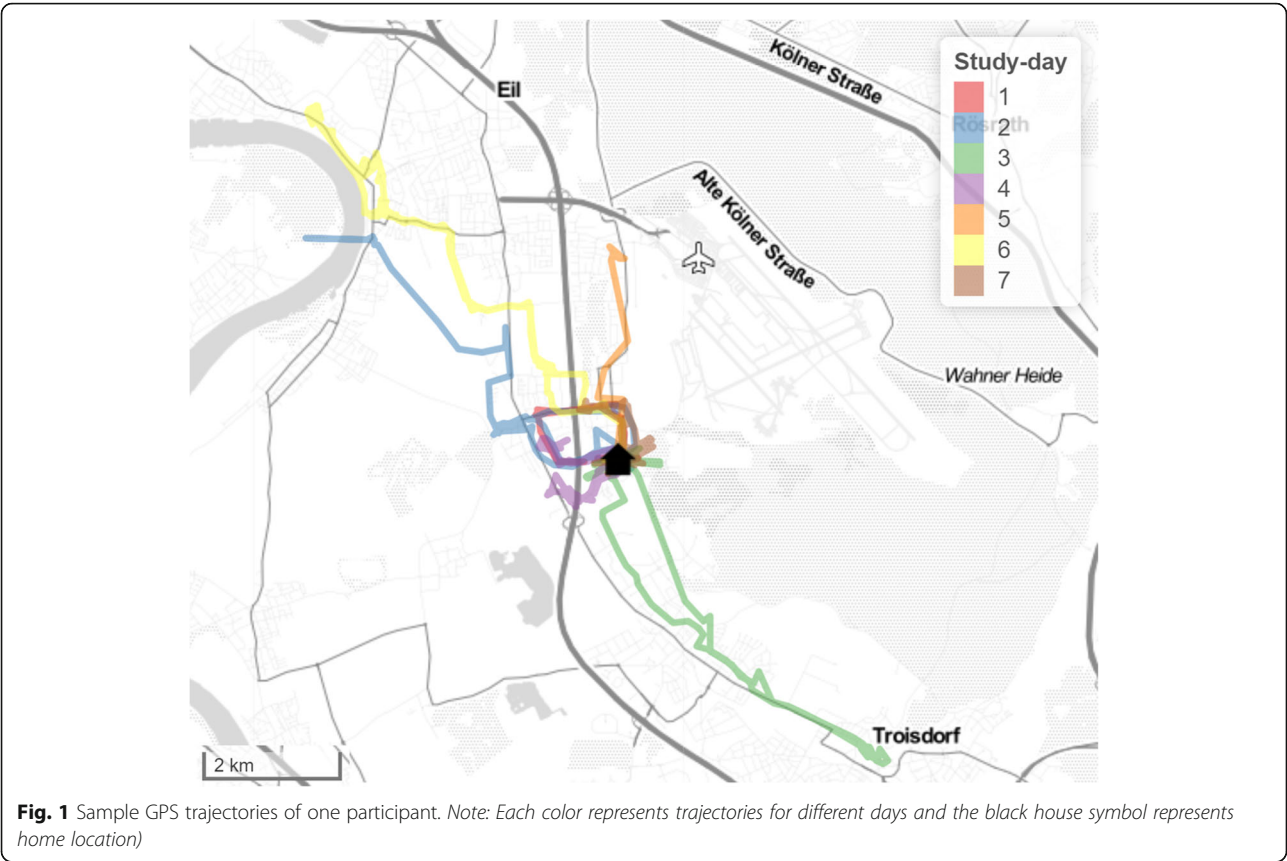 Kölner Straße
Eil
Study-day
1
Rösrath
2
3
4
5
6
7
Alte Kölner Straße
Wahner Heide
Troisdorf
2 km
Fig. 1 Sample GPS trajectories of one participant. Note: Each color represents trajectories for different days and the black house symbol represents
home location)